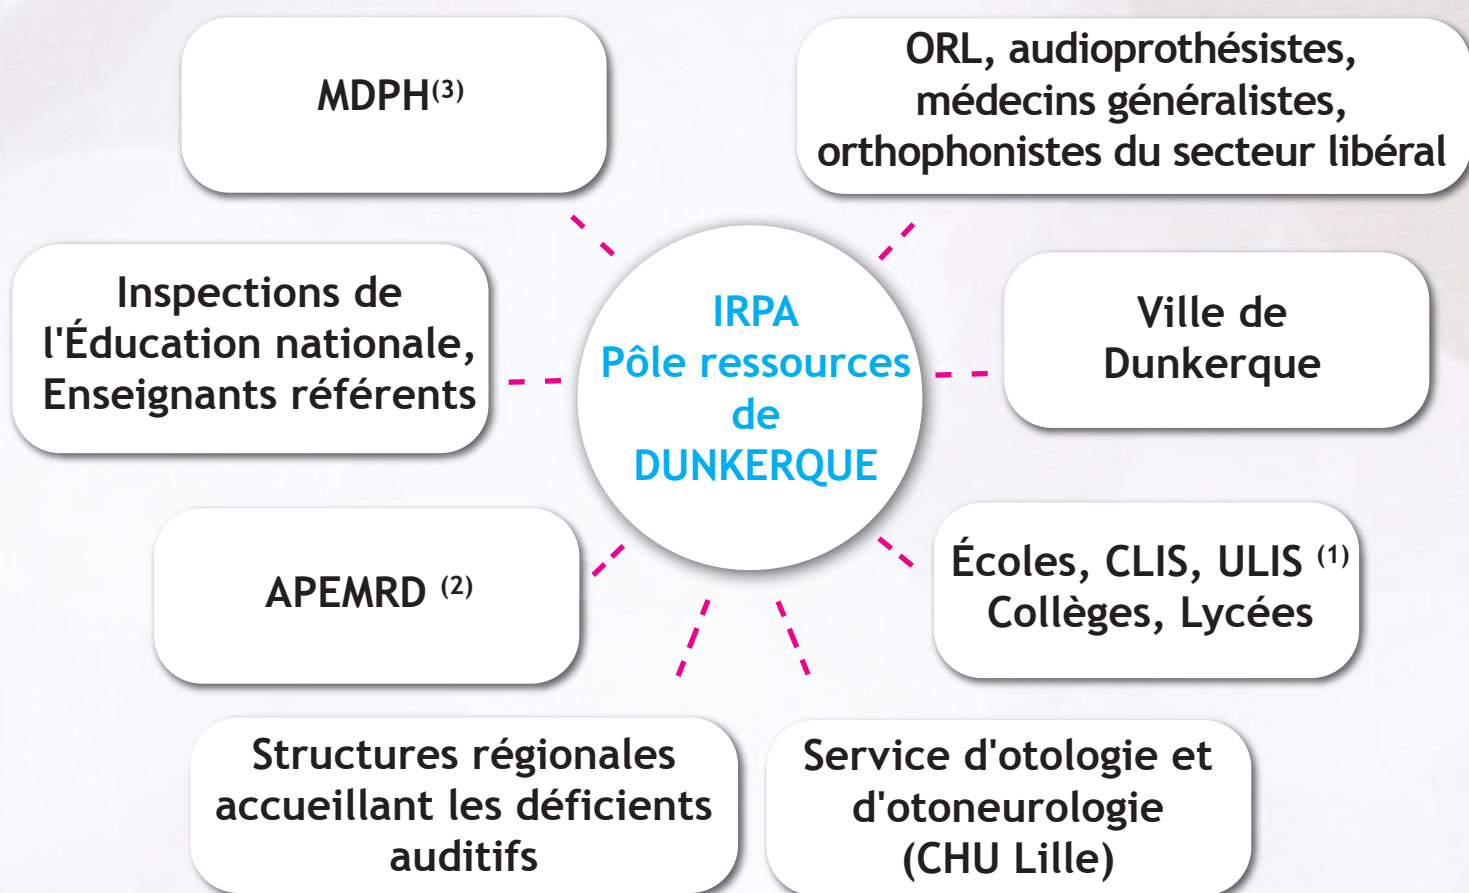 MDPH(3)
ORL, audioprothésistes,
médecins généralistes,
orthophonistes du secteur libéral
Inspections de
l'Éducation nationale,
Enseignants référents
IRPA
Pôle ressources
de
DUNKERQUE
Ville de
Dunkerque
APEMRD (2)
Écoles, CLIS, ULIS (1)
Collèges, Lycées
Structures régionales
accueillant les déficients
auditifs
Service d'otologie et
d'otoneurologie
(CHU Lille)